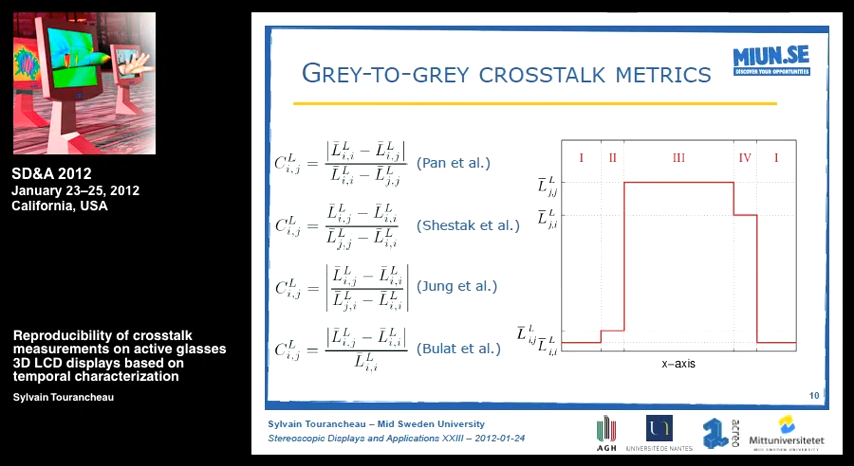 SD&A 2012
January 23–25, 2012
California, USA
Reproducibility of crosstalk
measurements on active glasses
3D LCD displays based on
temporal characterization
Sylvain Tourancheau
GREY-TO-GREY CROSSTALK METRICS
MIUN.SE
DISCOVER YOUR OPPORTUNITIES
C^L_{i,j} = |L̄^L_{i,i} − L̄^L_{i,j}| / (L̄^L_{i,i} − L̄^L_{j,j}) (Pan et al.)
C^L_{i,j} = (L̄^L_{i,j} − L̄^L_{i,i}) / (L̄^L_{j,j} − L̄^L_{i,i}) (Shestak et al.)
C^L_{i,j} = |(L̄^L_{i,j} − L̄^L_{i,i}) / (L̄^L_{j,i} − L̄^L_{i,i})| (Jung et al.)
C^L_{i,j} = |L̄^L_{i,j} − L̄^L_{i,i}| / L̄^L_{i,i} (Bulat et al.)
I II III IV I
L̄^L_{j,j}
L̄^L_{j,i}
L̄^L_{i,j} L̄^L_{i,i}
x−axis
10
Sylvain Tourancheau – Mid Sweden University
Stereoscopic Displays and Applications XXIII – 2012-01-24
AGH
UNIVERSITÉ DE NANTES
acreo
Mittuniversitetet
MID SWEDEN UNIVERSITY